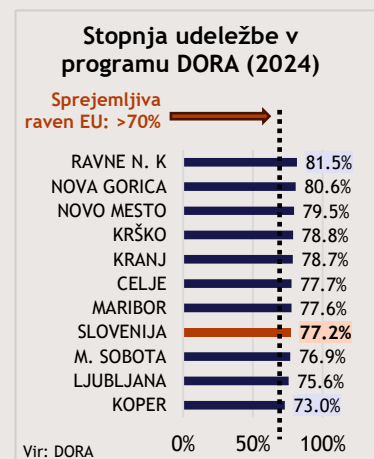 Stopnja udeležbe v
programu DORA (2024)
Sprejemljiva
raven EU: >70%
RAVNE N. K 81.5%
NOVA GORICA 80.6%
NOVO MESTO 79.5%
KRŠKO 78.8%
KRANJ 78.7%
CELJE 77.7%
MARIBOR 77.6%
SLOVENIJA 77.2%
M. SOBOTA 76.9%
LJUBLJANA 75.6%
KOPER 73.0%
0% 50% 100%
Vir: DORA